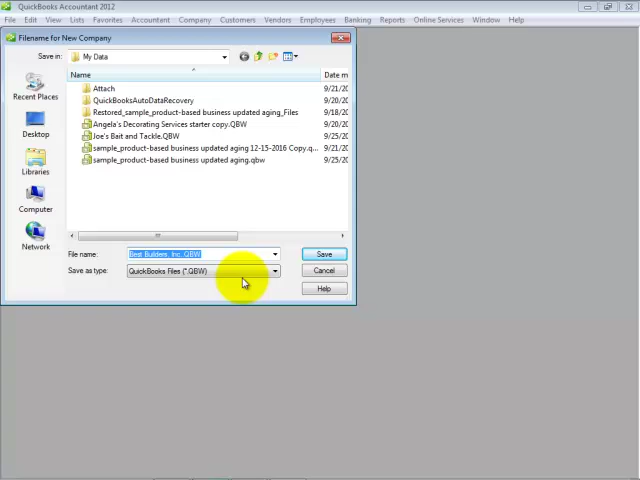 QuickBooks Accountant 2012
File Edit View Lists Favorites Accountant Company Customers Vendors Employees Banking Reports Online Services Window Help
Filename for New Company
Save in: My Data
Name Date m
Recent Places
Desktop
Libraries
Computer
Network
Attach 9/21/20
QuickBooksAutoDataRecovery 9/20/20
Restored_sample_product-based business updated aging_Files 9/18/20
Angela's Decorating Services starter copy.QBW 9/20/20
Joe's Bait and Tackle.QBW 9/25/20
sample_product-based business updated aging 12-15-2016 Copy.q... 9/21/20
sample_product-based business updated aging.qbw 9/25/20
File name: Best Builders, Inc..QBW Save
Save as type: QuickBooks Files (*.QBW) Cancel
Help